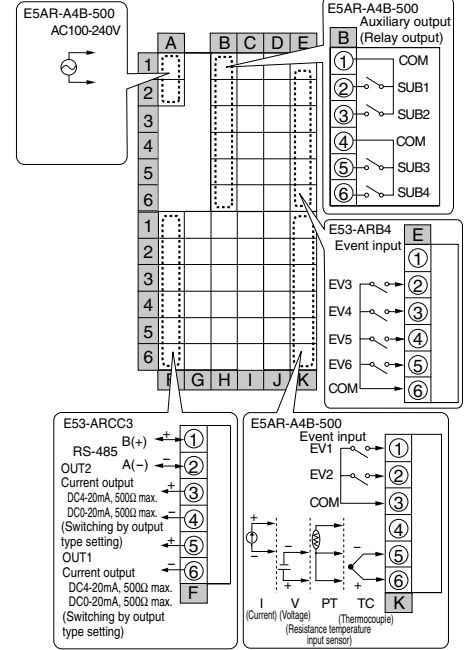 E5AR-A4B-500
AC100-240V
E5AR-A4B-500
Auxiliary output
(Relay output)
B
1 COM
2 SUB1
3 SUB2
4 COM
5 SUB3
6 SUB4
A B C D E
1
2
3
4
5
6
1
2
3
4
5
6
F G H I J K
E53-ARB4
Event input
E
1
EV3 2
EV4 3
EV5 4
EV6 5
COM 6
E53-ARCC3
RS-485
B(+) + 1
A(−) − 2
OUT2
Current output
DC4-20mA, 500Ω max.
DC0-20mA, 500Ω max.
(Switching by output
type setting)
+ 3
− 4
OUT1
Current output
DC4-20mA, 500Ω max.
DC0-20mA, 500Ω max.
(Switching by output
type setting)
+ 5
− 6
F
E5AR-A4B-500
Event input
EV1 1
EV2 2
COM 3
4
5
6
K
+ − − + − +
I V PT TC
(Current) (Voltage) (Thermocouple)
(Resistance temperature
input sensor)